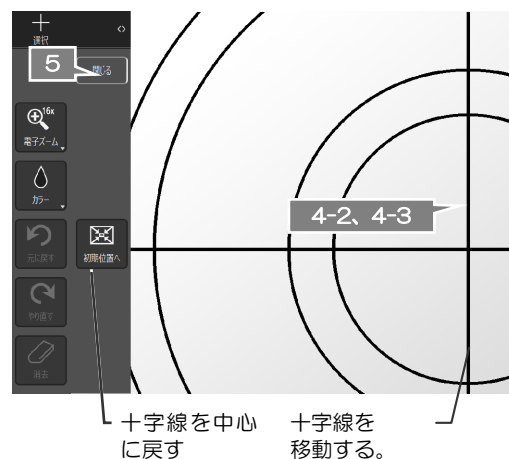 選択
5
閉じる
16x
電子ズーム
カラー
元に戻す
初期位置へ
やり直す
消去
4-2、4-3
十字線を中心
に戻す
十字線を
移動する。